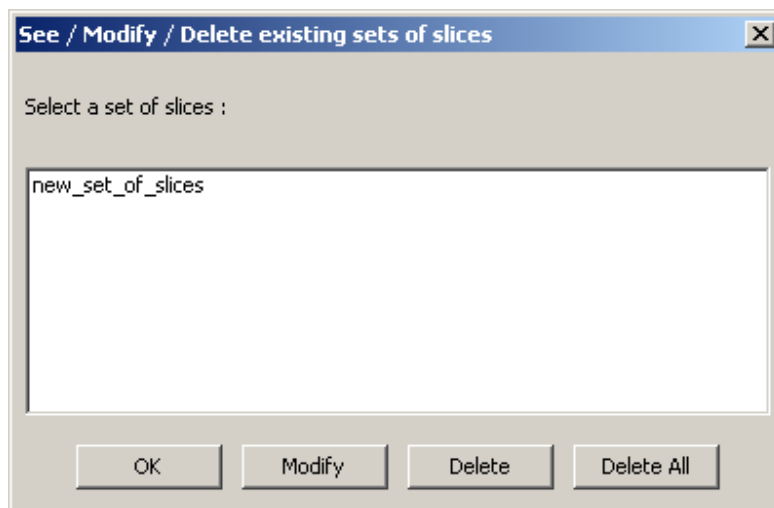 See / Modify / Delete existing sets of slices
Select a set of slices :
new_set_of_slices
OK Modify Delete Delete All